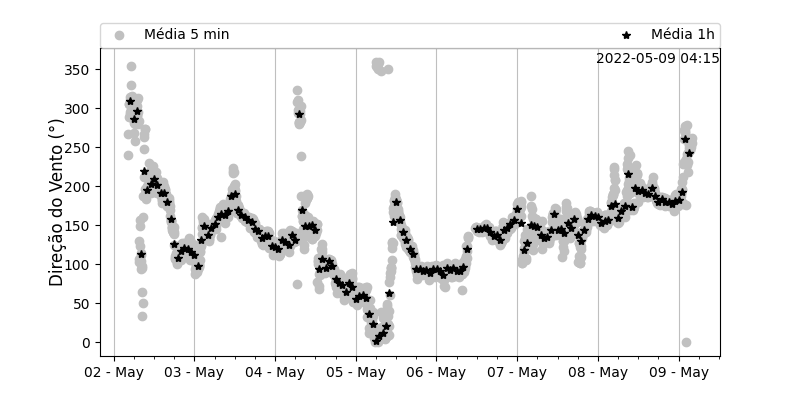 Média 5 min
Média 1h
2022-05-09 04:15
Direção do Vento (°)
350
300
250
200
150
100
50
0
02 - May
03 - May
04 - May
05 - May
06 - May
07 - May
08 - May
09 - May